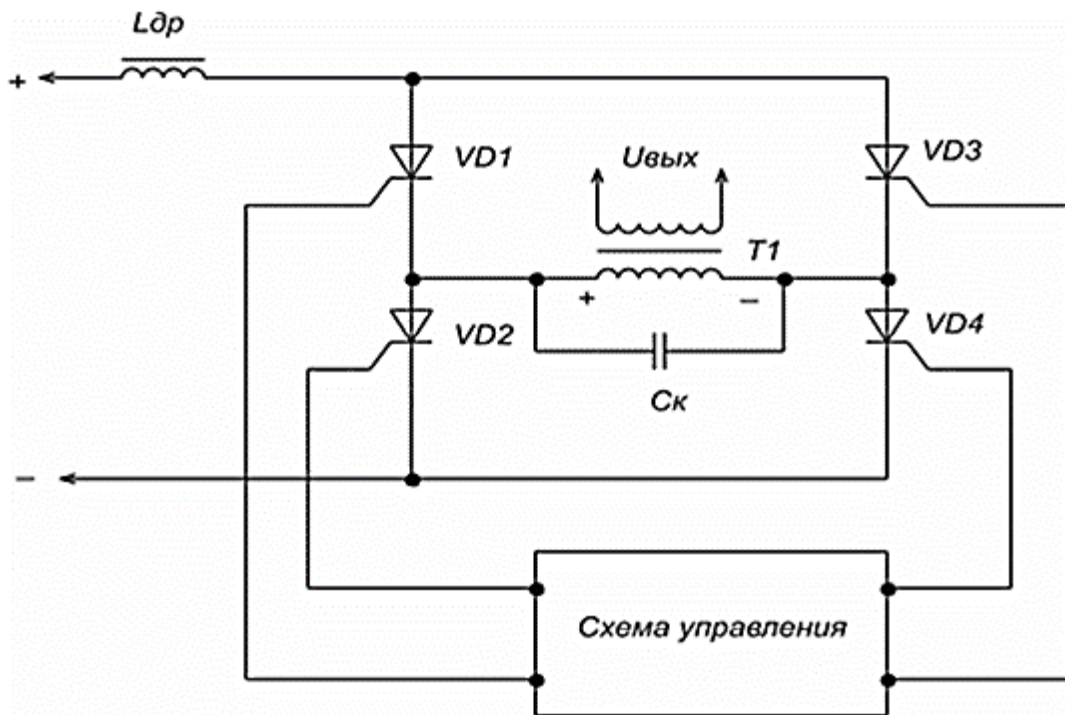 Lдр
+
VD1
Uвых
VD3
T1
+
–
VD2
VD4
Cк
–
Схема управления